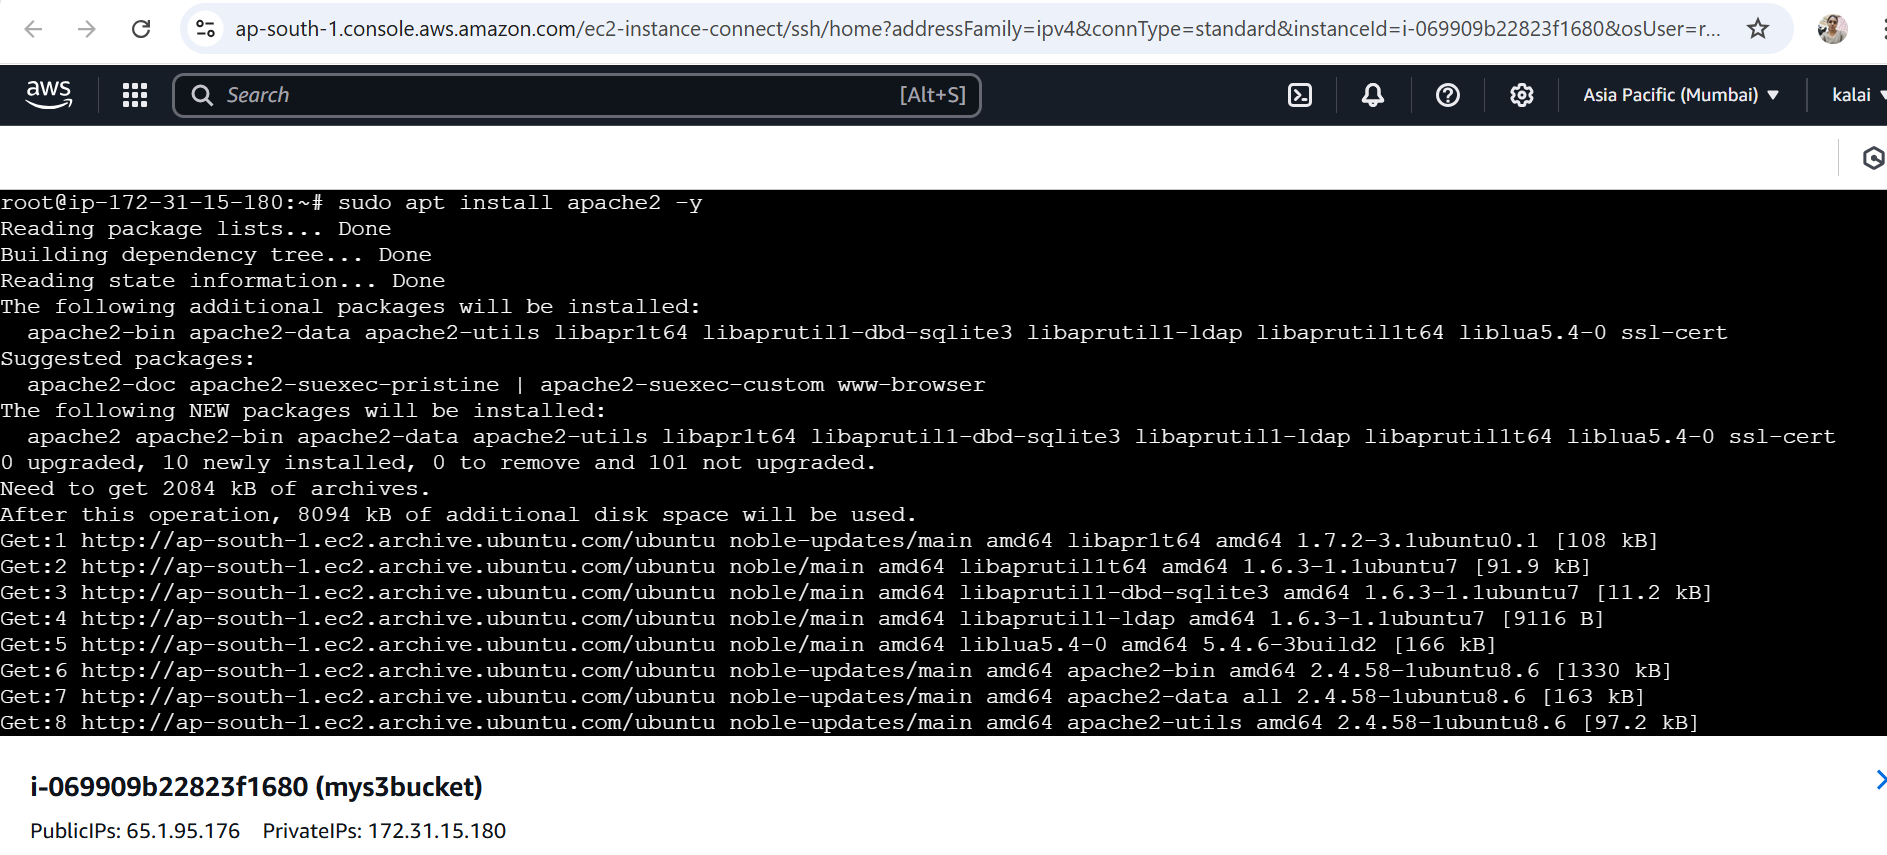 ap-south-1.console.aws.amazon.com/ec2-instance-connect/ssh/home?addressFamily=ipv4&connType=standard&instanceId=i-069909b22823f1680&osUser=r...
aws Search [Alt+S] Asia Pacific (Mumbai) kalai
root@ip-172-31-15-180:~# sudo apt install apache2 -y
Reading package lists... Done
Building dependency tree... Done
Reading state information... Done
The following additional packages will be installed:
  apache2-bin apache2-data apache2-utils libapr1t64 libaprutil1-dbd-sqlite3 libaprutil1-ldap libaprutil1t64 liblua5.4-0 ssl-cert
Suggested packages:
  apache2-doc apache2-suexec-pristine | apache2-suexec-custom www-browser
The following NEW packages will be installed:
  apache2 apache2-bin apache2-data apache2-utils libapr1t64 libaprutil1-dbd-sqlite3 libaprutil1-ldap libaprutil1t64 liblua5.4-0 ssl-cert
0 upgraded, 10 newly installed, 0 to remove and 101 not upgraded.
Need to get 2084 kB of archives.
After this operation, 8094 kB of additional disk space will be used.
Get:1 http://ap-south-1.ec2.archive.ubuntu.com/ubuntu noble-updates/main amd64 libapr1t64 amd64 1.7.2-3.1ubuntu0.1 [108 kB]
Get:2 http://ap-south-1.ec2.archive.ubuntu.com/ubuntu noble/main amd64 libaprutil1t64 amd64 1.6.3-1.1ubuntu7 [91.9 kB]
Get:3 http://ap-south-1.ec2.archive.ubuntu.com/ubuntu noble/main amd64 libaprutil1-dbd-sqlite3 amd64 1.6.3-1.1ubuntu7 [11.2 kB]
Get:4 http://ap-south-1.ec2.archive.ubuntu.com/ubuntu noble/main amd64 libaprutil1-ldap amd64 1.6.3-1.1ubuntu7 [9116 B]
Get:5 http://ap-south-1.ec2.archive.ubuntu.com/ubuntu noble/main amd64 liblua5.4-0 amd64 5.4.6-3build2 [166 kB]
Get:6 http://ap-south-1.ec2.archive.ubuntu.com/ubuntu noble-updates/main amd64 apache2-bin amd64 2.4.58-1ubuntu8.6 [1330 kB]
Get:7 http://ap-south-1.ec2.archive.ubuntu.com/ubuntu noble-updates/main amd64 apache2-data all 2.4.58-1ubuntu8.6 [163 kB]
Get:8 http://ap-south-1.ec2.archive.ubuntu.com/ubuntu noble-updates/main amd64 apache2-utils amd64 2.4.58-1ubuntu8.6 [97.2 kB]
i-069909b22823f1680 (mys3bucket)
PublicIPs: 65.1.95.176 PrivateIPs: 172.31.15.180